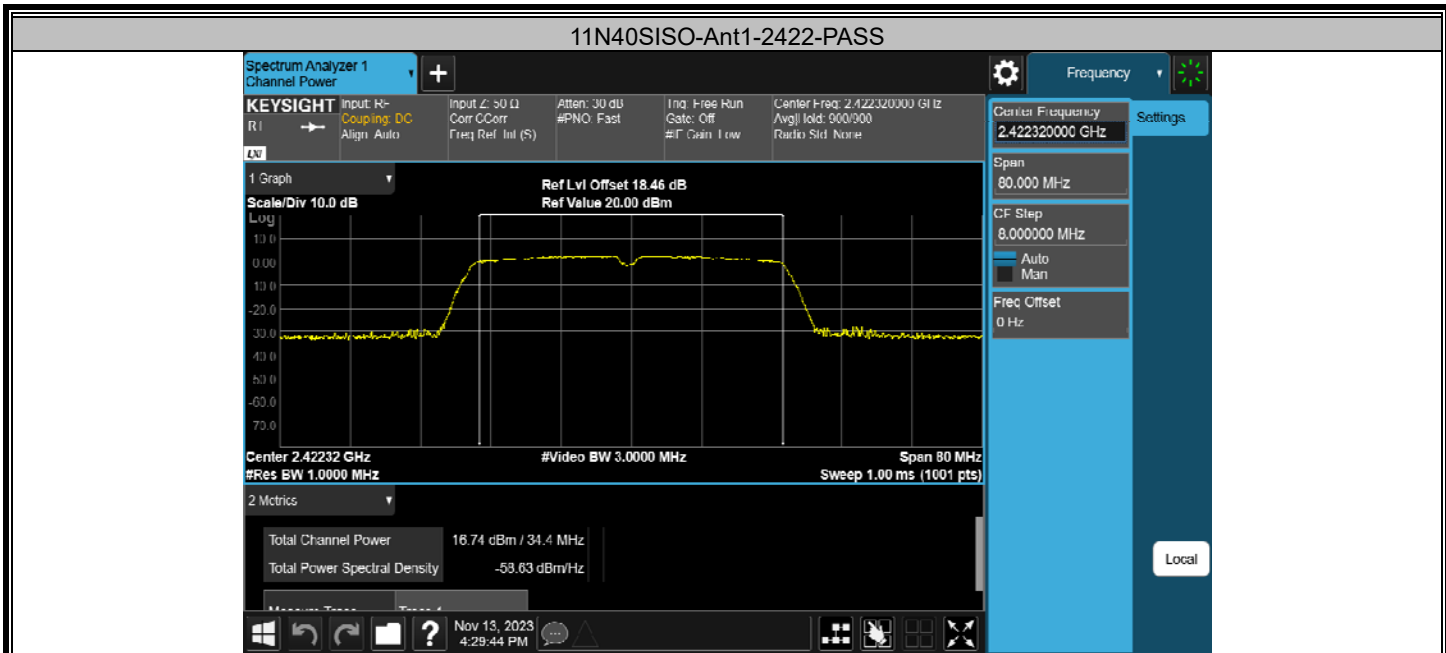 11N40SISO-Ant1-2422-PASS
Spectrum Analyzer 1
Channel Power
+
Frequency
KEYSIGHT
Input: RF
Coupling: DC
Align: Auto
Input Z: 50 Ω
Corr CCorr
Freq Ref: Int (S)
Atten: 30 dB
#PNO: Fast
Trig: Free Run
Gate: Off
#IF Gain: Low
Center Freq: 2.422320000 GHz
Avg|Hold: 900/900
Radio Std: None
LXI
Center Frequency
2.422320000 GHz
Settings
Span
80.000 MHz
CF Step
8.000000 MHz
Auto
Man
Freq Offset
0 Hz
1 Graph
Scale/Div 10.0 dB
Ref Lvl Offset 18.46 dB
Ref Value 20.00 dBm
Log
10.0
0.00
10.0
-20.0
30.0
40.0
50.0
-60.0
70.0
Center 2.42232 GHz
#Video BW 3.0000 MHz
Span 80 MHz
#Res BW 1.0000 MHz
Sweep 1.00 ms (1001 pts)
2 Metrics
Total Channel Power 16.74 dBm / 34.4 MHz
Total Power Spectral Density -58.63 dBm/Hz
Local
?
Nov 13, 2023
4:29:44 PM